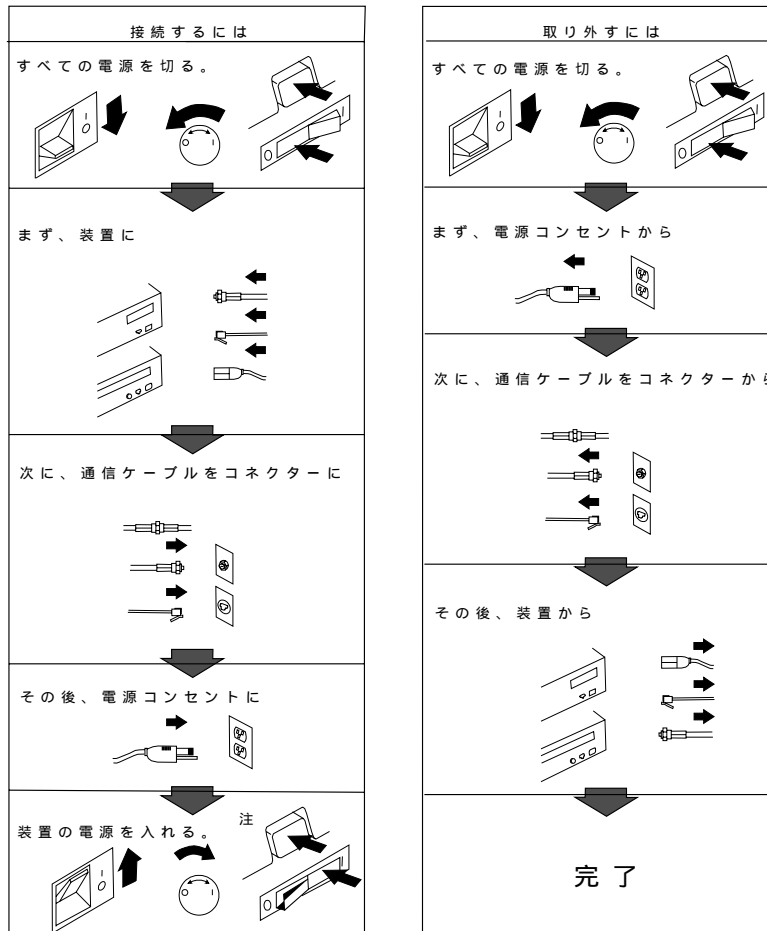 接続するには
すべての電源を切る。
まず、装置に
次に、通信ケーブルをコネクターに
その後、電源コンセントに
装置の電源を入れる。
注
取り外すには
すべての電源を切る。
まず、電源コンセントから
次に、通信ケーブルをコネクターから
その後、装置から
完了